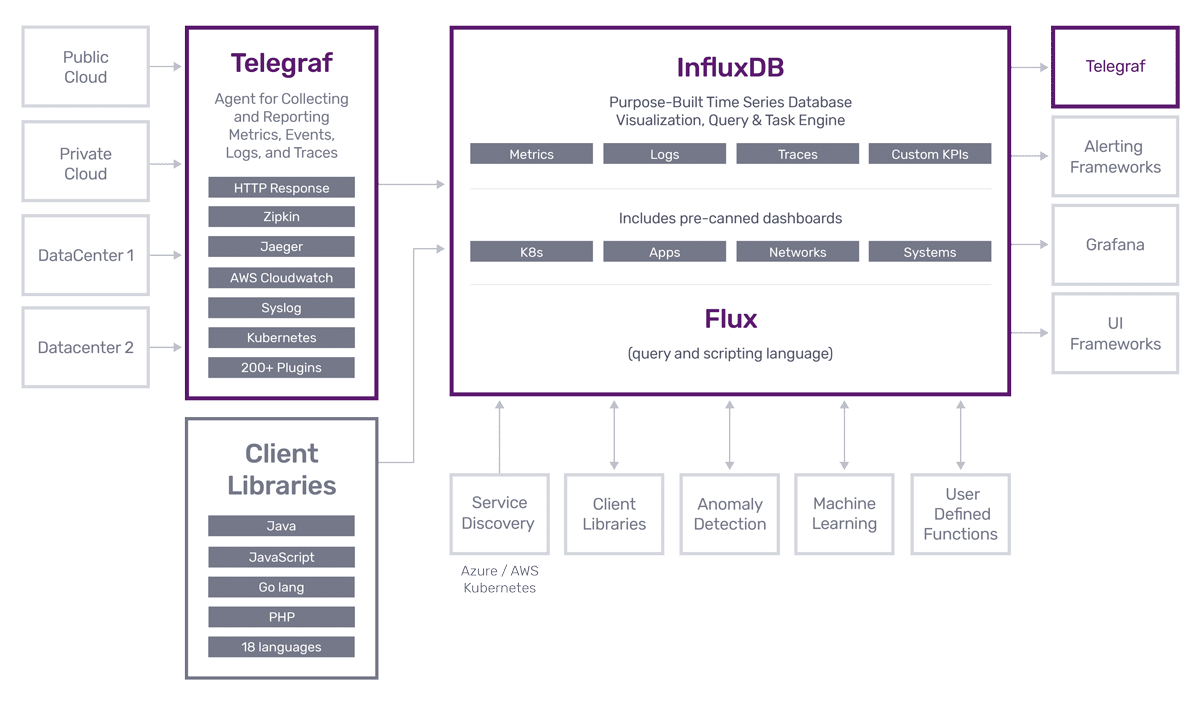 Public
Cloud
Private
Cloud
DataCenter 1
Datacenter 2
Telegraf
Agent for Collecting
and Reporting
Metrics, Events,
Logs, and Traces
HTTP Response
Zipkin
Jaeger
AWS Cloudwatch
Syslog
Kubernetes
200+ Plugins
Client
Libraries
Java
JavaScript
Go lang
PHP
18 languages
InfluxDB
Purpose-Built Time Series Database
Visualization, Query & Task Engine
Metrics
Logs
Traces
Custom KPIs
Includes pre-canned dashboards
K8s
Apps
Networks
Systems
Flux
(query and scripting language)
Service
Discovery
Azure / AWS
Kubernetes
Client
Libraries
Anomaly
Detection
Machine
Learning
User
Defined
Functions
Telegraf
Alerting
Frameworks
Grafana
UI
Frameworks